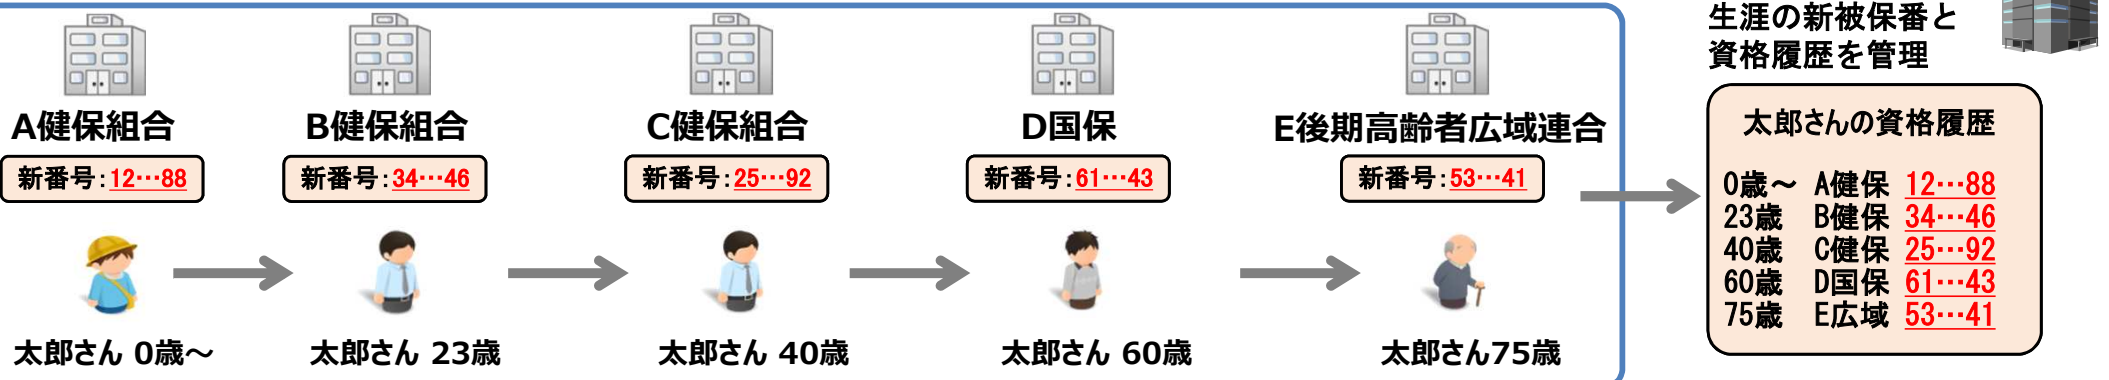 A健保組合
新番号：12…88
太郎さん 0歳～
B健保組合
新番号：34…46
太郎さん 23歳
C健保組合
新番号：25…92
太郎さん 40歳
D国保
新番号：61…43
太郎さん 60歳
E後期高齢者広域連合
新番号：53…41
太郎さん75歳
生涯の新被保番と
資格履歴を管理
太郎さんの資格履歴
0歳～ A健保 12…88
23歳 B健保 34…46
40歳 C健保 25…92
60歳 D国保 61…43
75歳 E広域 53…41